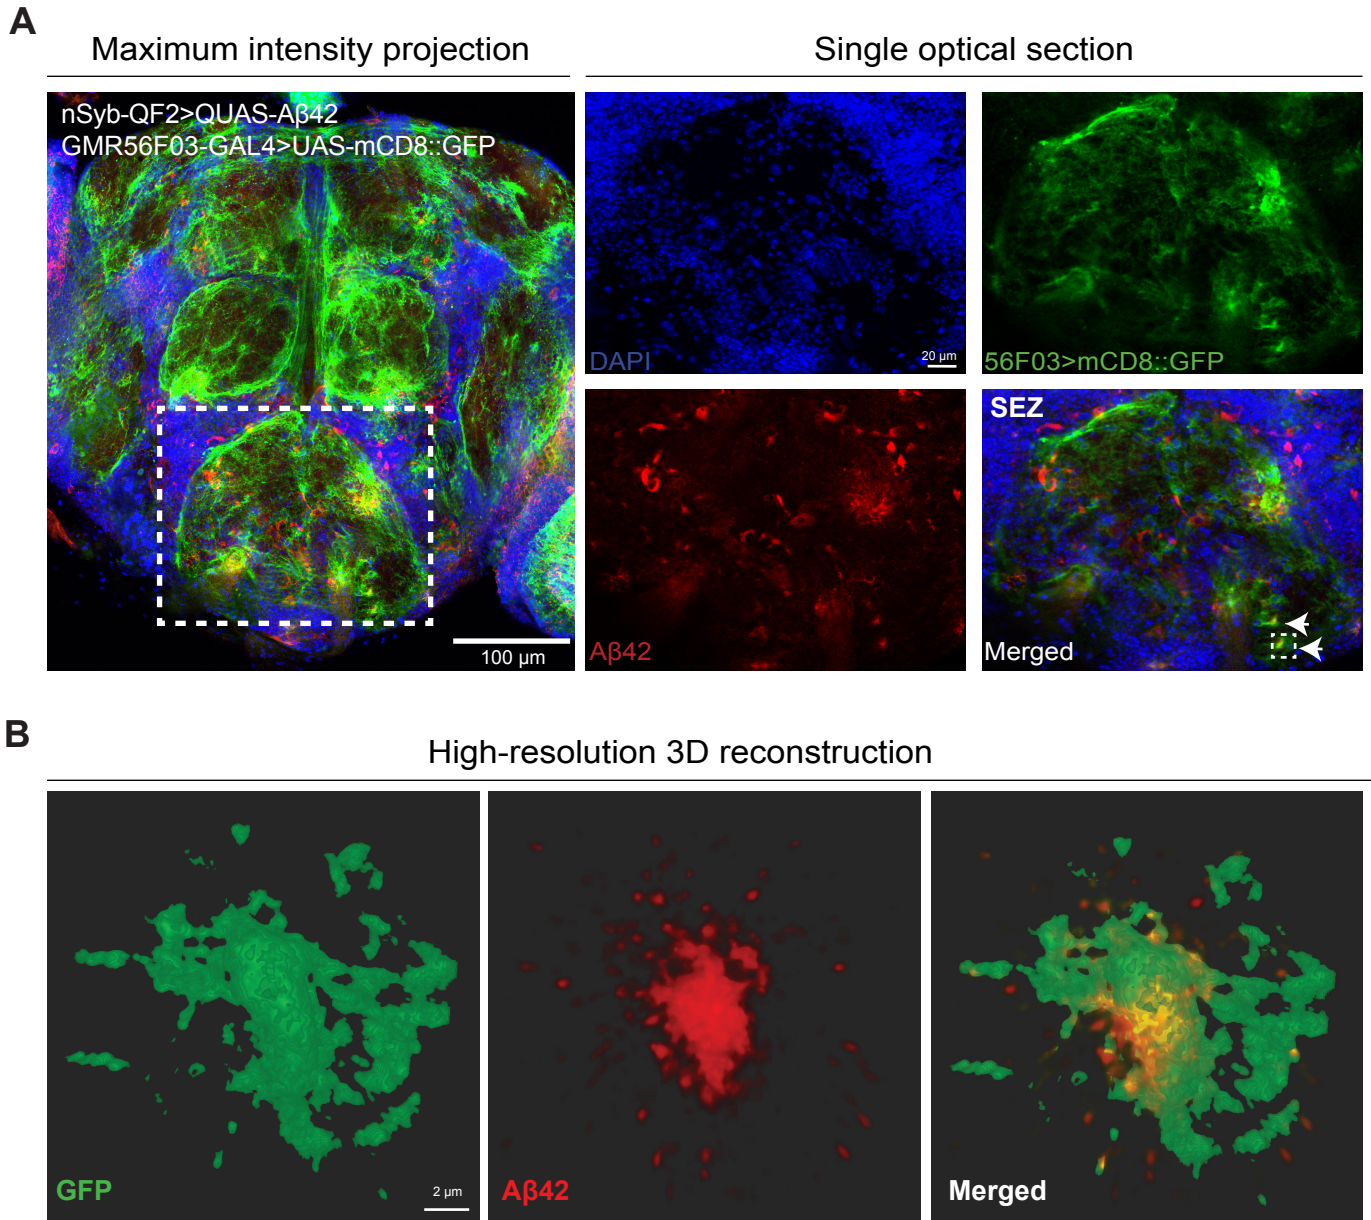 A
Maximum intensity projection
Single optical section
nSyb-QF2>QUAS-Aβ42
GMR56F03-GAL4>UAS-mCD8::GFP
100 µm
DAPI
20 µm
56F03>mCD8::GFP
Aβ42
SEZ
Merged
B
High-resolution 3D reconstruction
GFP
2 µm
Aβ42
Merged